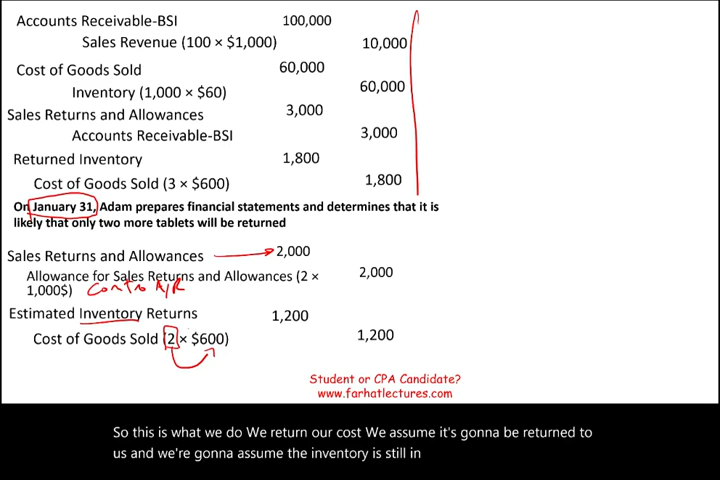 Accounts Receivable-BSI 100,000
Sales Revenue (100 × $1,000) 10,000
Cost of Goods Sold 60,000
Inventory (1,000 × $60) 60,000
Sales Returns and Allowances 3,000
Accounts Receivable-BSI 3,000
Returned Inventory 1,800
Cost of Goods Sold (3 × $600) 1,800
On January 31, Adam prepares financial statements and determines that it is
likely that only two more tablets will be returned
Sales Returns and Allowances 2,000
Allowance for Sales Returns and Allowances (2 × 2,000
1,000$) Contra A/R
Estimated Inventory Returns 1,200
Cost of Goods Sold (2 × $600) 1,200
Student or CPA Candidate?
www.farhatlectures.com
So this is what we do We return our cost We assume it's gonna be returned to
us and we're gonna assume the inventory is still in